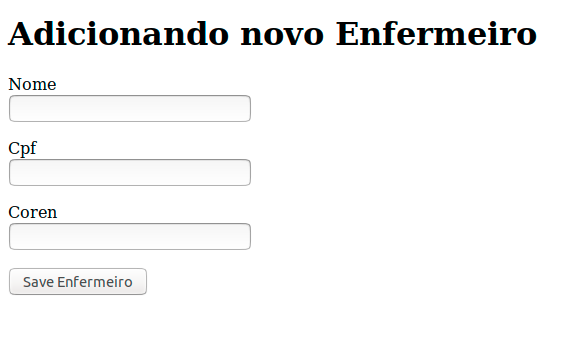 Adicionando novo Enfermeiro
Nome
Cpf
Coren
Save Enfermeiro